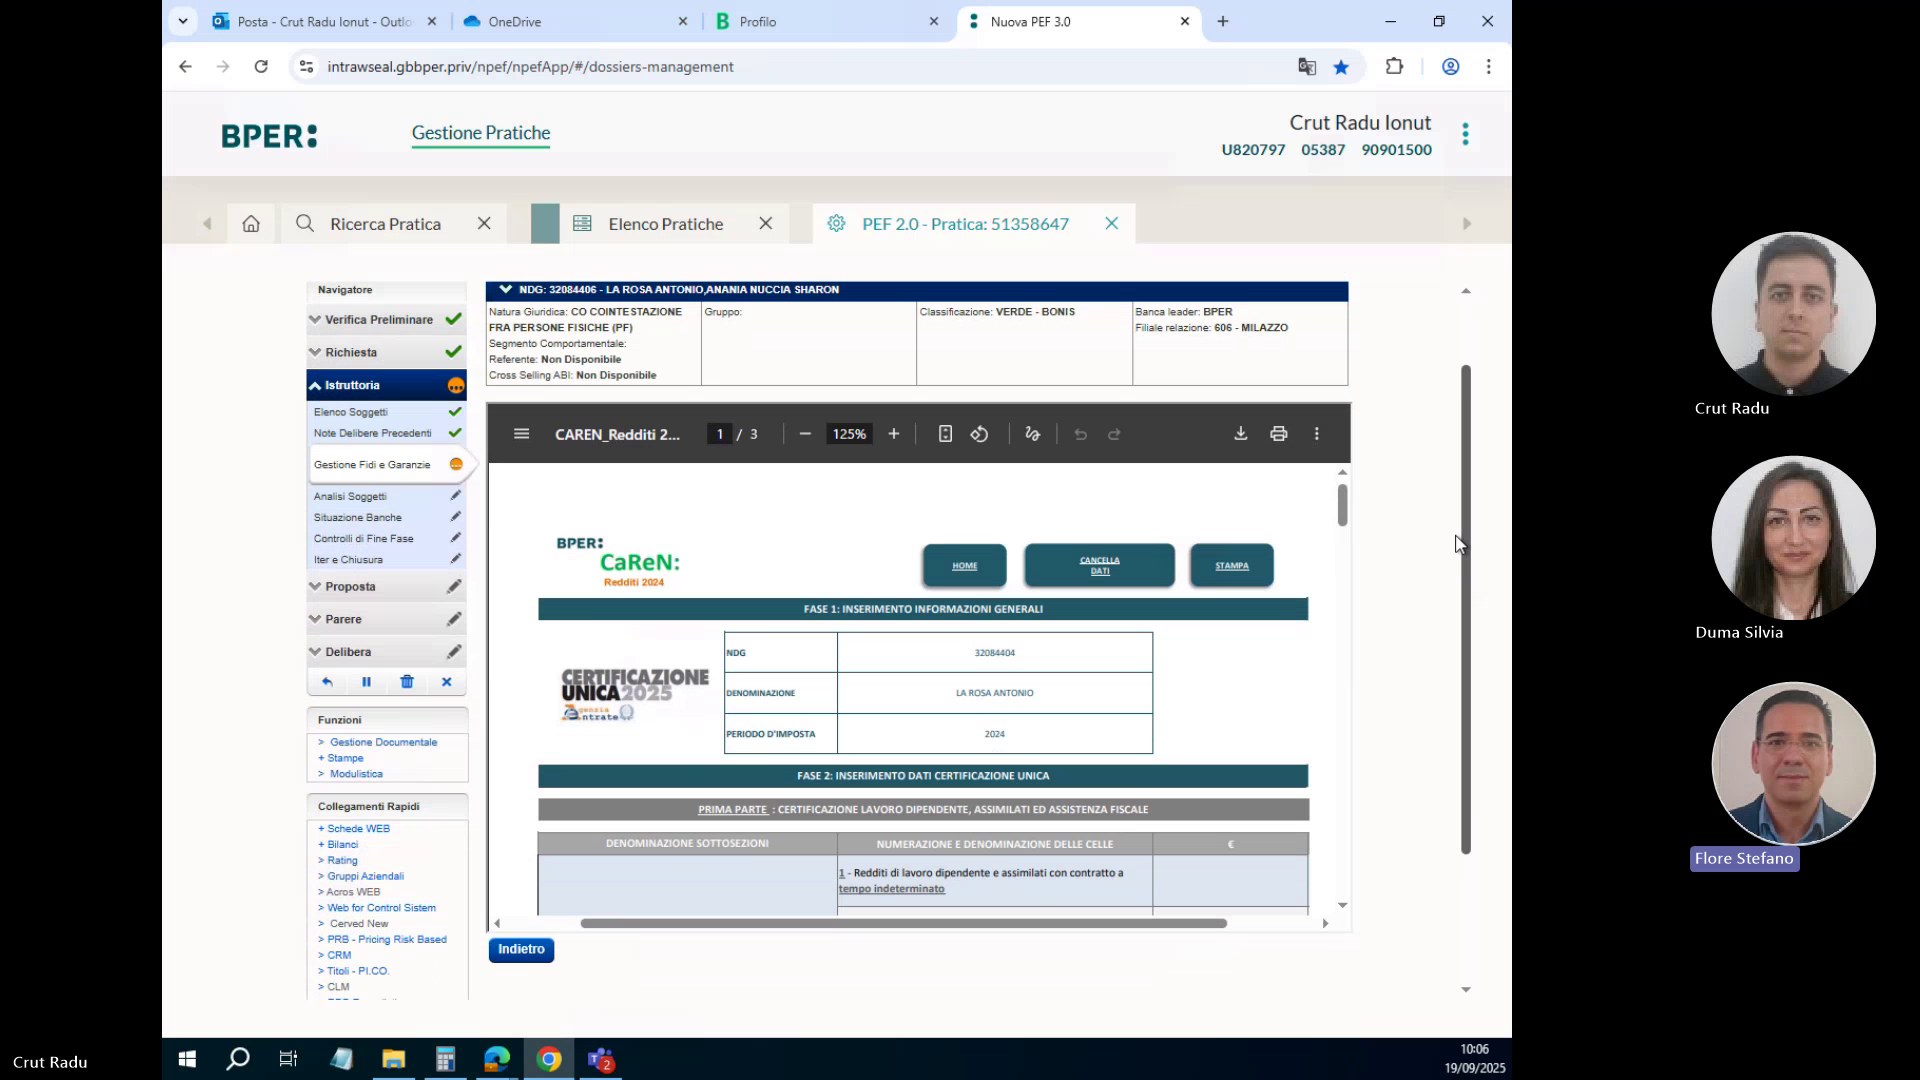 Posta - Crut Radu Ionut - Outlo
OneDrive
Profilo
Nuova PEF 3.0
intrawseal.gbbper.priv/npef/npefApp/#/dossiers-management
BPER:
Gestione Pratiche
Crut Radu Ionut
U820797 05387 90901500
Ricerca Pratica
Elenco Pratiche
PEF 2.0 - Pratica: 51358647
Navigatore
Verifica Preliminare
Richiesta
Istruttoria
Elenco Soggetti
Note Delibere Precedenti
Gestione Fidi e Garanzie
Analisi Soggetti
Situazione Banche
Controlli di Fine Fase
Iter e Chiusura
Proposta
Parere
Delibera
Funzioni
> Gestione Documentale
+ Stampe
> Modulistica
Collegamenti Rapidi
+ Schede WEB
+ Bilanci
> Rating
> Gruppi Aziendali
> Acros WEB
> Web for Control Sistem
> Cerved New
> PRB - Pricing Risk Based
> CRM
> Titoli - PI.CO.
> CLM
NDG: 32084406 - LA ROSA ANTONIO,ANANIA NUCCIA SHARON
Natura Giuridica: CO COINTESTAZIONE
FRA PERSONE FISICHE (PF)
Segmento Comportamentale:
Referente: Non Disponibile
Cross Selling ABI: Non Disponibile
Gruppo:
Classificazione: VERDE - BONIS
Banca leader: BPER
Filiale relazione: 606 - MILAZZO
CAREN_Redditi 2...
1 / 3
125%
BPER:
CaReN:
Redditi 2024
HOME
CANCELLA
DATI
STAMPA
FASE 1: INSERIMENTO INFORMAZIONI GENERALI
CERTIFICAZIONE
UNICA2025
genzia
ntrate
NDG
32084404
DENOMINAZIONE
LA ROSA ANTONIO
PERIODO D'IMPOSTA
2024
FASE 2: INSERIMENTO DATI CERTIFICAZIONE UNICA
PRIMA PARTE : CERTIFICAZIONE LAVORO DIPENDENTE, ASSIMILATI ED ASSISTENZA FISCALE
DENOMINAZIONE SOTTOSEZIONI
NUMERAZIONE E DENOMINAZIONE DELLE CELLE
€
1 - Redditi di lavoro dipendente e assimilati con contratto a
tempo indeterminato
Indietro
Crut Radu
Duma Silvia
Flore Stefano
Crut Radu
2
10:06
19/09/2025